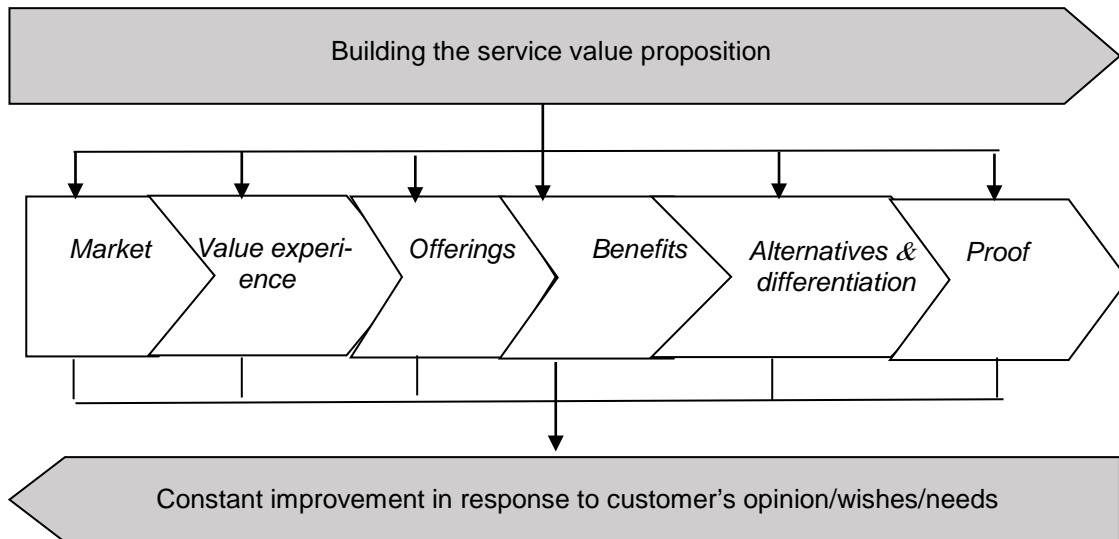 Building the service value proposition
Market
Value experi-
ence
Offerings
Benefits
Alternatives &
differentiation
Proof
Constant improvement in response to customer’s opinion/wishes/needs